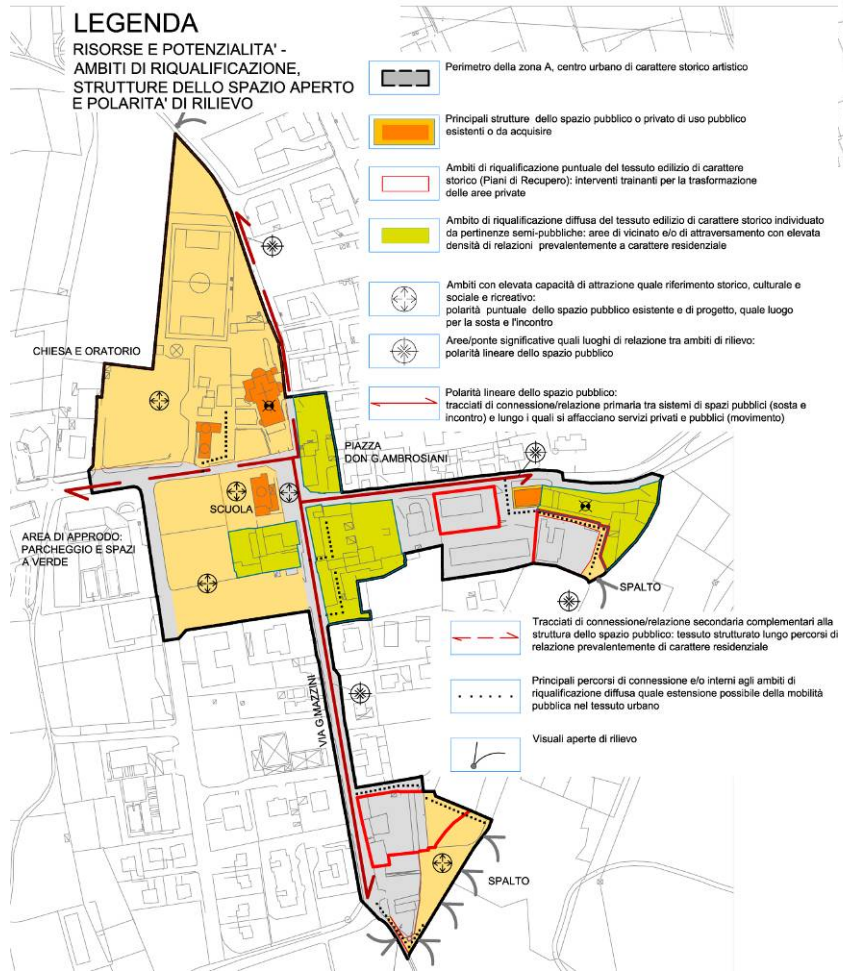 LEGENDA
RISORSE E POTENZIALITA' -
AMBITI DI RIQUALIFICAZIONE,
STRUTTURE DELLO SPAZIO APERTO
E POLARITA' DI RILIEVO
Perimetro della zona A, centro urbano di carattere storico artistico
Principali strutture dello spazio pubblico o privato di uso pubblico
esistenti o da acquisire
Ambiti di riqualificazione puntuale del tessuto edilizio di carattere
storico (Piani di Recupero): interventi trainanti per la trasformazione
delle aree private
Ambito di riqualificazione diffusa del tessuto edilizio di carattere storico individuato
da pertinenze semi-pubbliche: aree di vicinato e/o di attraversamento con elevata
densità di relazioni prevalentemente a carattere residenziale
Ambiti con elevata capacità di attrazione quale riferimento storico, culturale e
sociale e ricreativo:
polarità puntuale dello spazio pubblico esistente e di progetto, quale luogo
per la sosta e l'incontro
Aree/ponte significative quali luoghi di relazione tra ambiti di rilievo:
polarità lineare dello spazio pubblico
Polarità lineare dello spazio pubblico:
tracciati di connessione/relazione primaria tra sistemi di spazi pubblici (sosta e
incontro) e lungo i quali si affacciano servizi privati e pubblici (movimento)
CHIESA E ORATORIO
PIAZZA
DON G.AMBROSIANI
SCUOLA
AREA DI APPRODO:
PARCHEGGIO E SPAZI
A VERDE
SPALTO
Tracciati di connessione/relazione secondaria complementari alla
struttura dello spazio pubblico: tessuto strutturato lungo percorsi di
relazione prevalentemente di carattere residenziale
Principali percorsi di connessione e/o interni agli ambiti di
riqualificazione diffusa quale estensione possibile della mobilità
pubblica nel tessuto urbano
Visuali aperte di rilievo
VIA G.MAZZINI
SPALTO